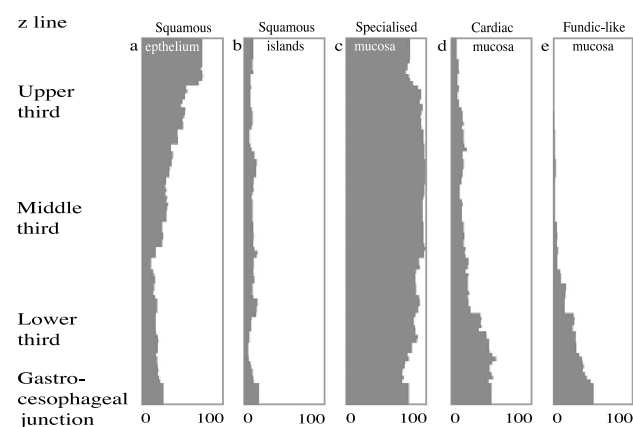 z line
Squamous
Squamous
Specialised
Cardiac
Fundic-like
a epthelium
b islands
c mucosa
d mucosa
e mucosa
Upper
third
Middle
third
Lower
third
Gastro-
cesophageal
junction
0 100
0 100
0 100
0 100
0 100